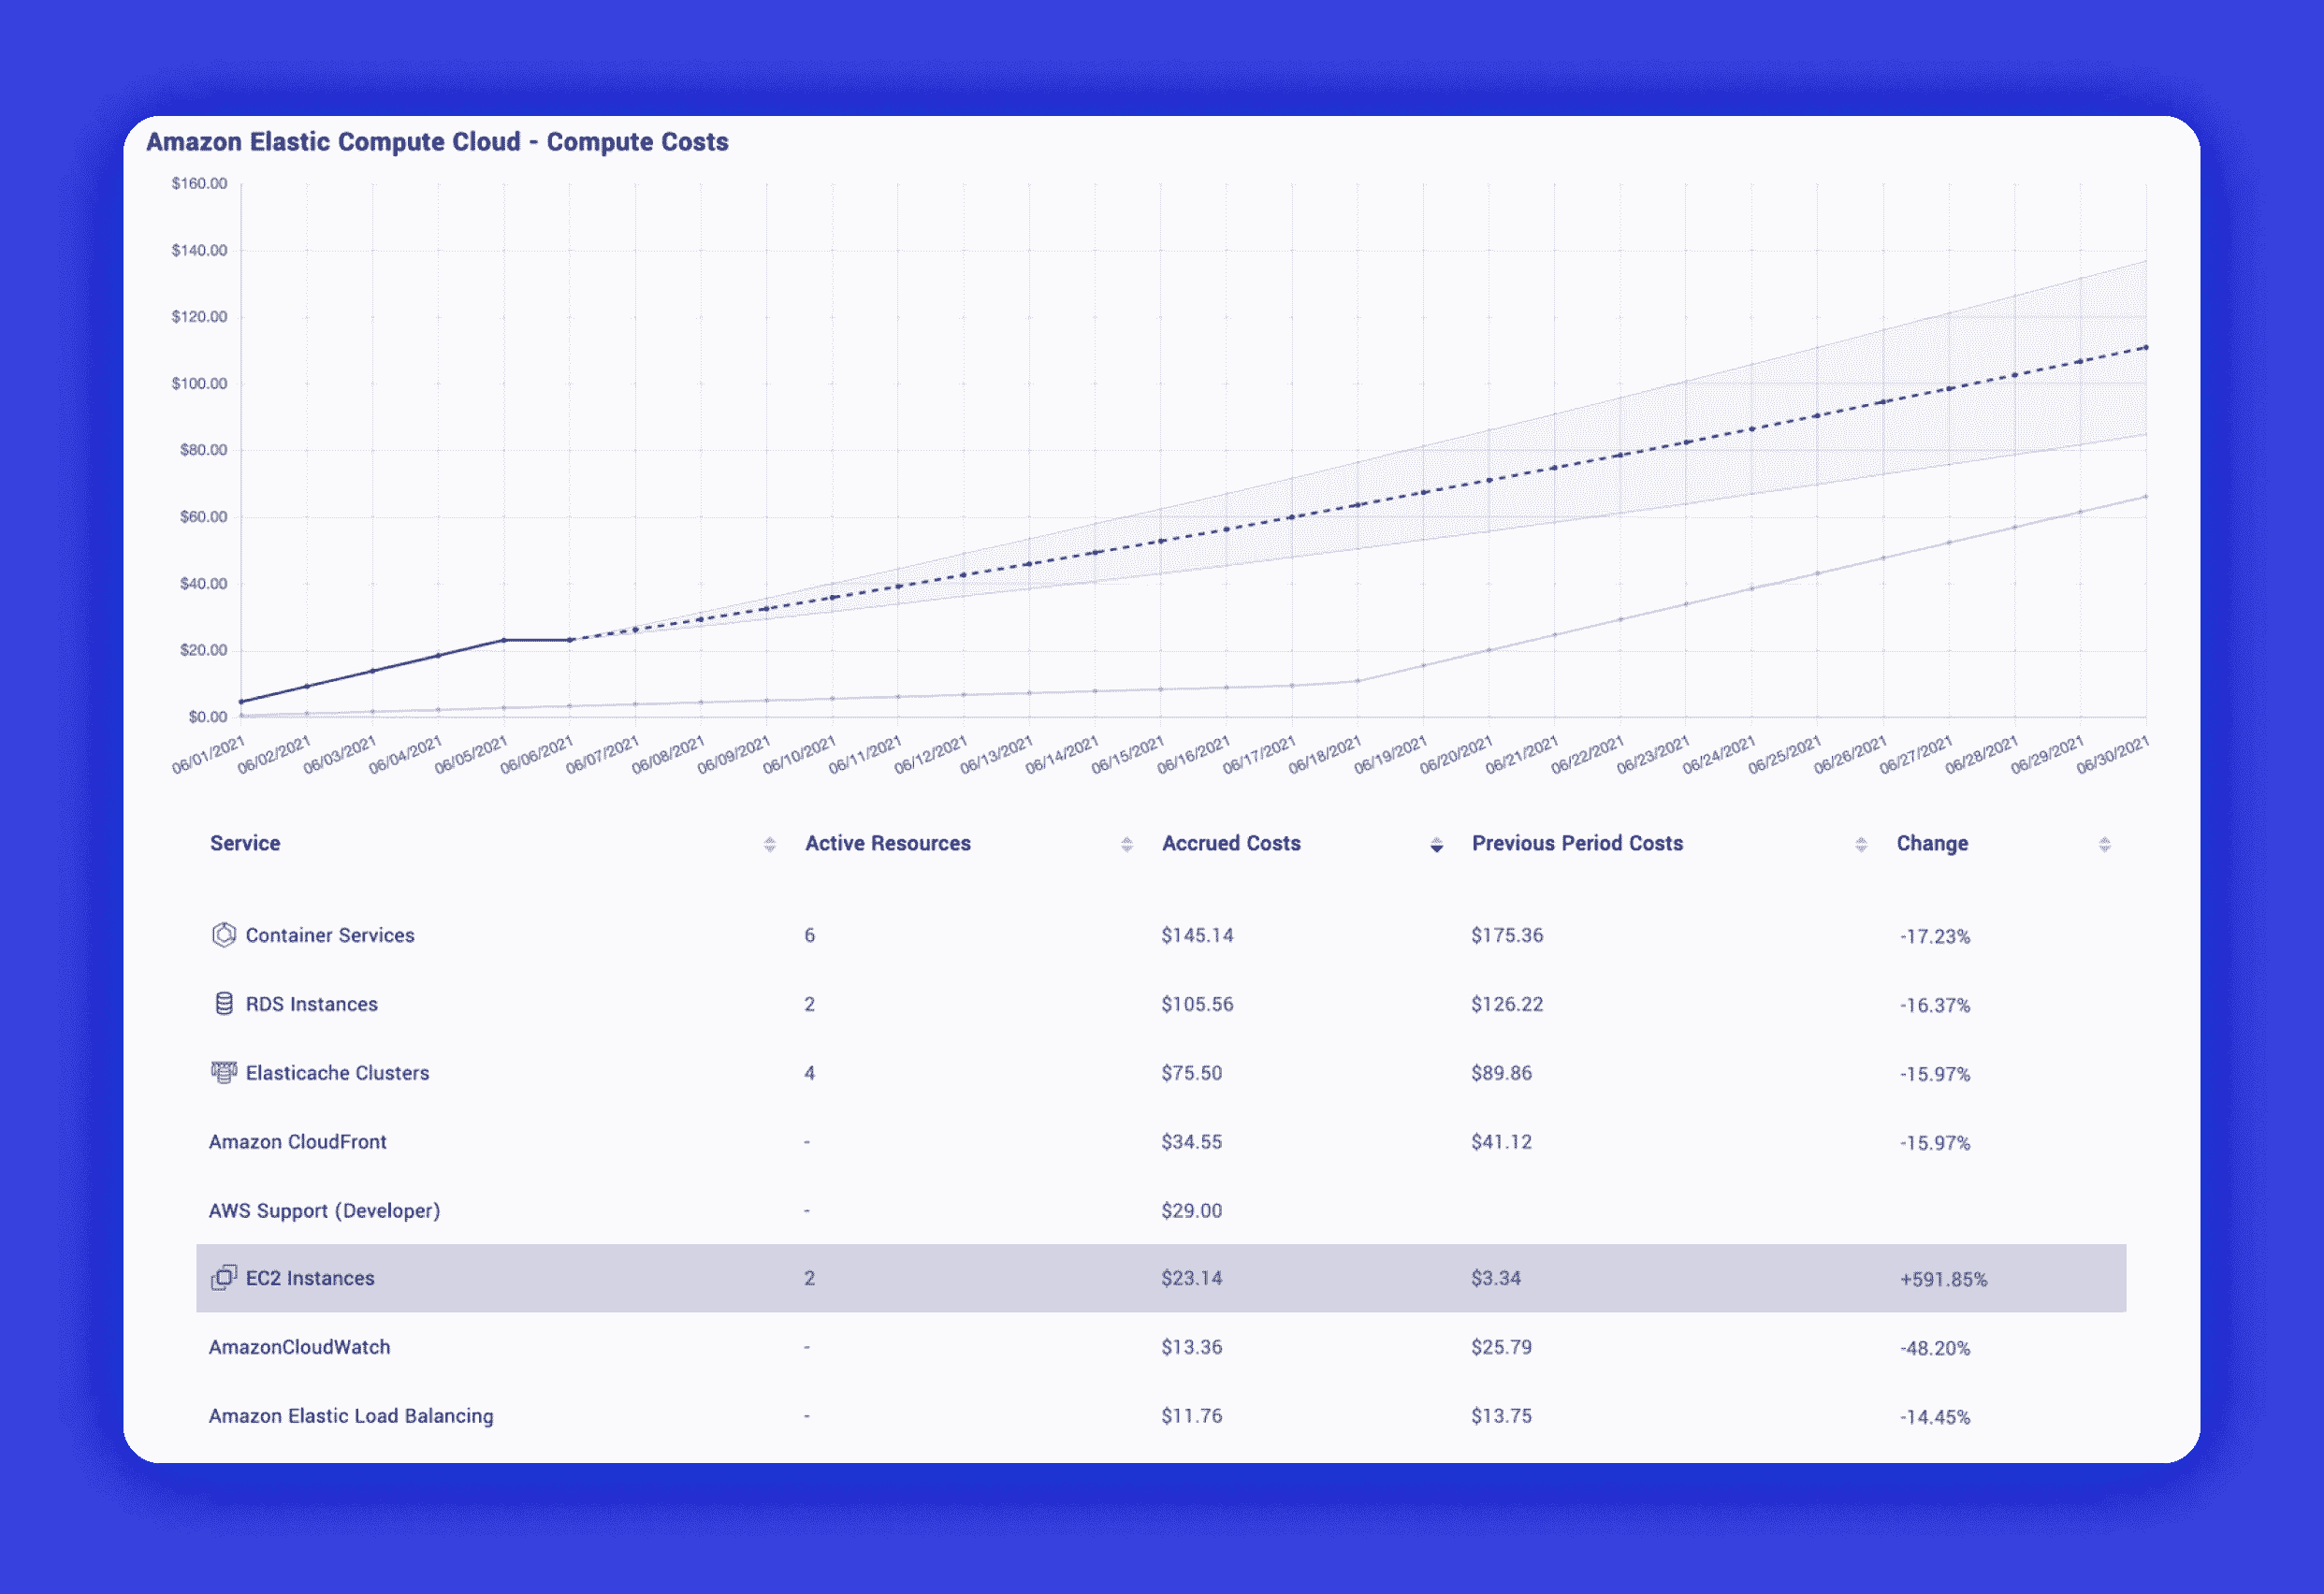 Amazon Elastic Compute Cloud - Compute Costs
$160.00
$140.00
$120.00
$100.00
$80.00
$60.00
$40.00
$20.00
$0.00
06/01/2021 06/02/2021 06/03/2021 06/04/2021 06/05/2021 06/06/2021 06/07/2021 06/08/2021 06/09/2021 06/10/2021 06/11/2021 06/12/2021 06/13/2021 06/14/2021 06/15/2021 06/16/2021 06/17/2021 06/18/2021 06/19/2021 06/20/2021 06/21/2021 06/22/2021 06/23/2021 06/24/2021 06/25/2021 06/26/2021 06/27/2021 06/28/2021 06/29/2021 06/30/2021
Service Active Resources Accrued Costs Previous Period Costs Change
Container Services 6 $145.14 $175.36 -17.23%
RDS Instances 2 $105.56 $126.22 -16.37%
Elasticache Clusters 4 $75.50 $89.86 -15.97%
Amazon CloudFront - $34.55 $41.12 -15.97%
AWS Support (Developer) - $29.00
EC2 Instances 2 $23.14 $3.34 +591.85%
AmazonCloudWatch - $13.36 $25.79 -48.20%
Amazon Elastic Load Balancing - $11.76 $13.75 -14.45%